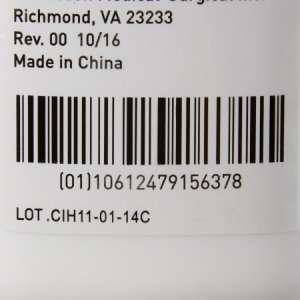 Richmond, VA 23233
Rev. 00 10/16
Made in China
(01)10612479156378
LOT .CIH11-01-14C